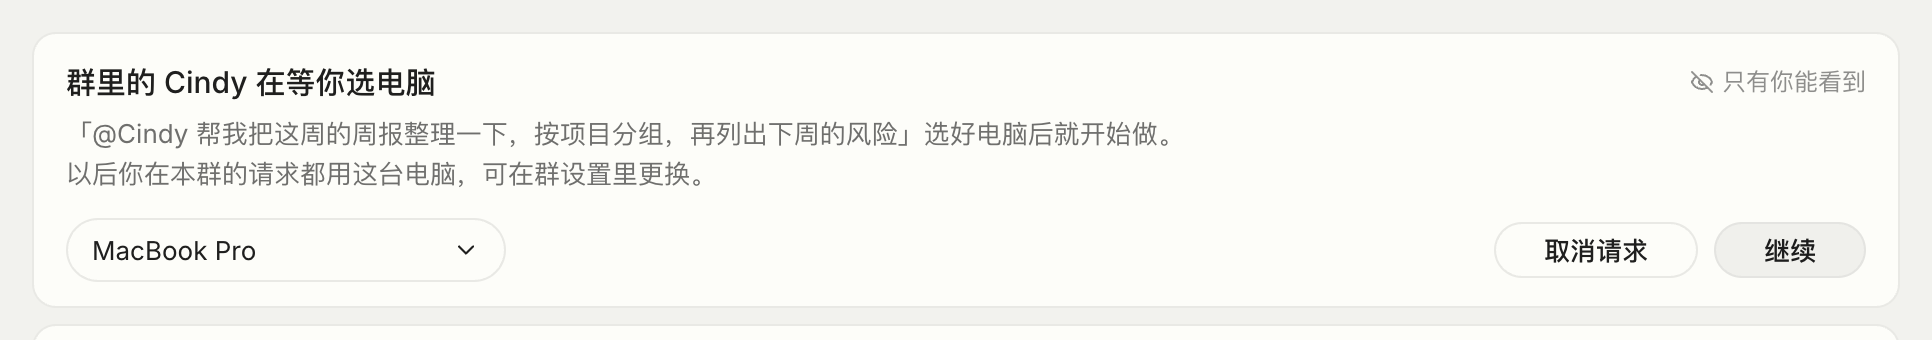 群里的 Cindy 在等你选电脑
只有你能看到
「@Cindy 帮我把这周的周报整理一下，按项目分组，再列出下周的风险」选好电脑后就开始做。
以后你在本群的请求都用这台电脑，可在群设置里更换。
MacBook Pro
取消请求
继续